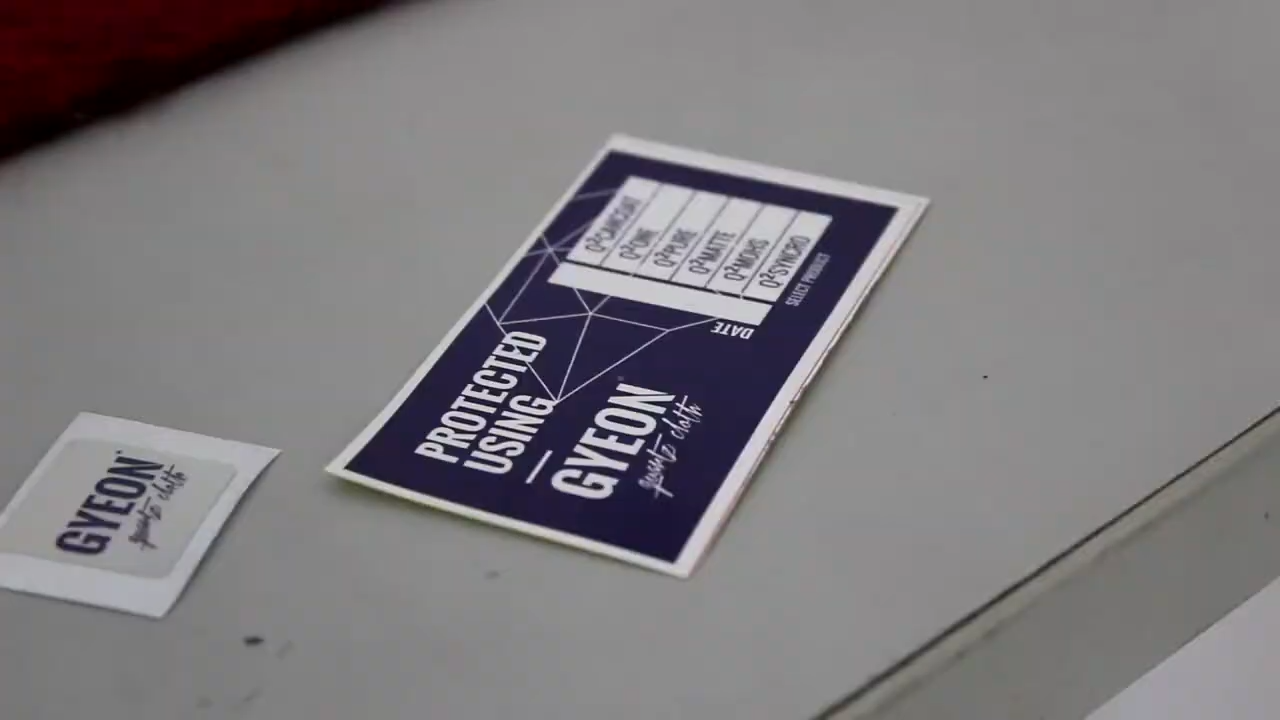 PROTECTED
USING
GYEON
quartz cloth
DATE
Q²CANCOAT
Q²ONE
Q²PURE
Q²MATTE
Q²MOHS
Q²SYNCRO
SELECT PRODUCT
GYEON
quartz cloth